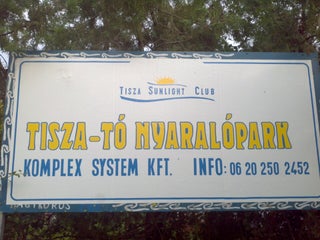 TISZA SUNLIGHT CLUB
TISZA-TÓ NYARALÓPARK
KOMPLEX SYSTEM KFT. INFO: 06 20 250 2452